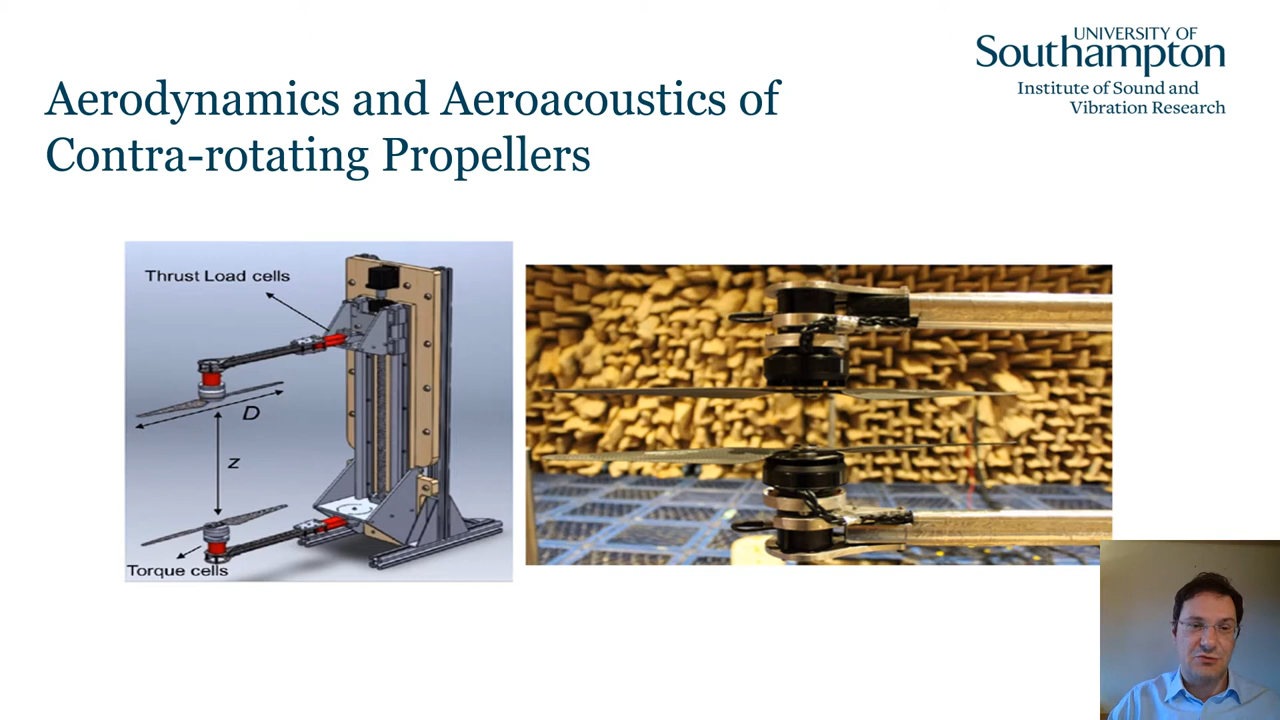 Aerodynamics and Aeroacoustics of
Contra-rotating Propellers
UNIVERSITY OF
Southampton
Institute of Sound and
Vibration Research
Thrust Load cells
D
z
Torque cells